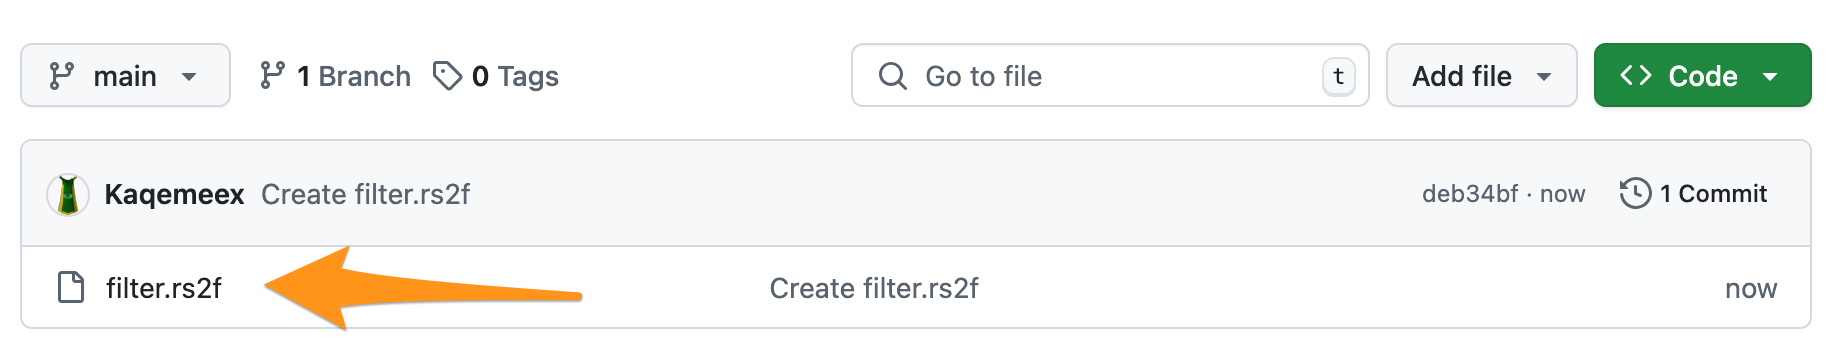 main 1 Branch 0 Tags Go to file t Add file Code
Kaqemeex Create filter.rs2f deb34bf · now 1 Commit
filter.rs2f Create filter.rs2f now